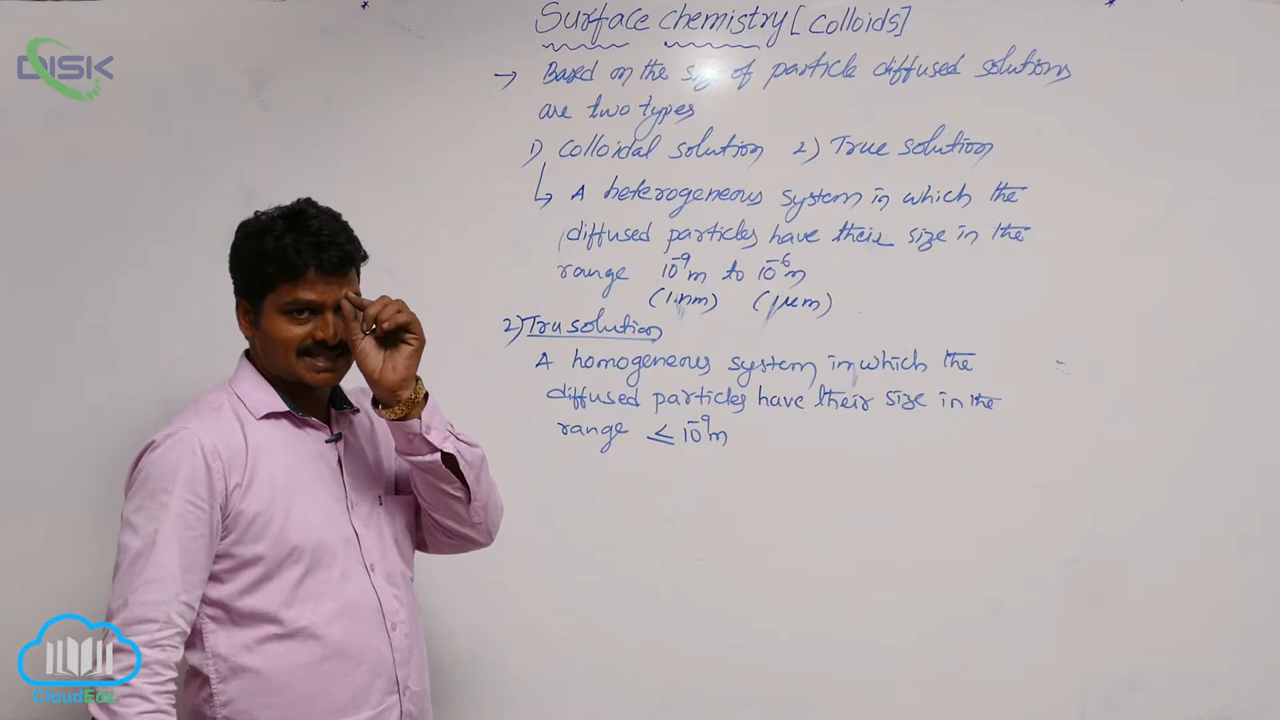 DISK
Surface chemistry [colloids]
→ Based on the size of particle diffused solutions
are two types
1) colloidal solution 2) True solution
↳ A heterogeneous system in which the
diffused particles have their size in the
range 10⁻⁹m to 10⁻⁶m
(1nm) (1μm)
2) Tru solution
A homogeneous system in which the
diffused particles have their size in the
range ≤ 10⁻⁹m
CloudEdz